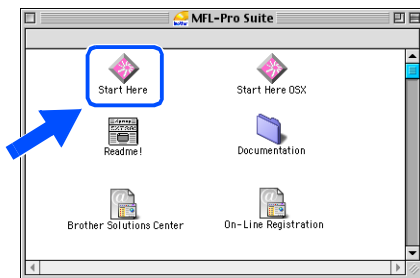 MFL-Pro Suite
Start Here
Start Here OSX
Readme!
Documentation
Brother Solutions Center
On-Line Registration